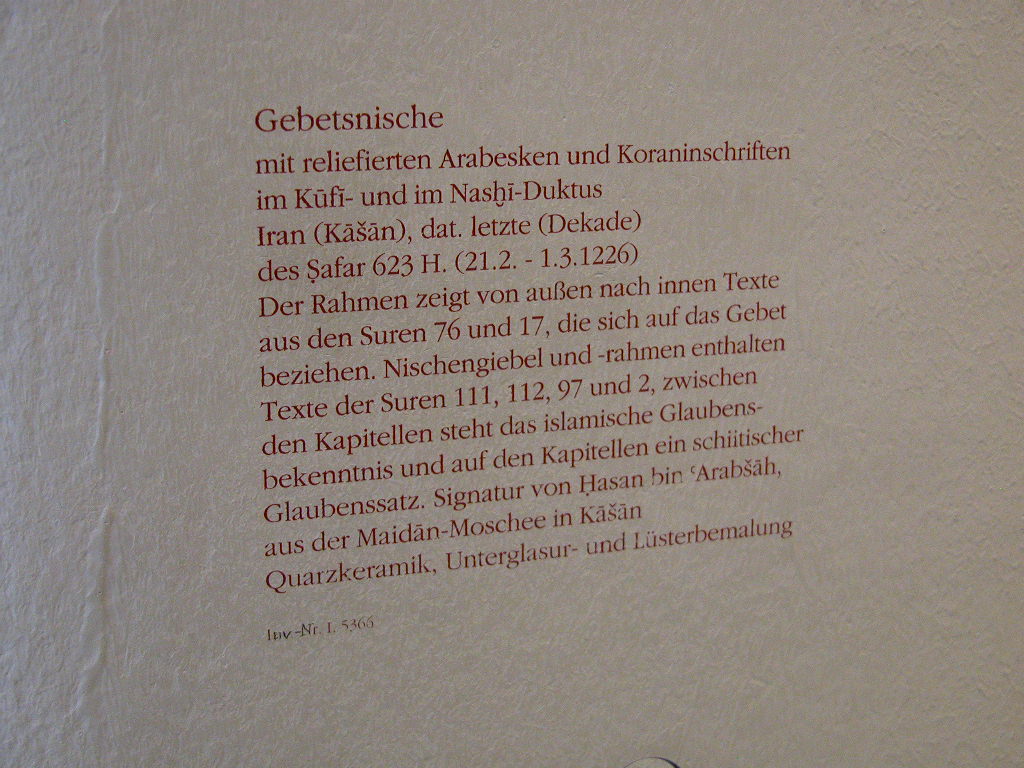 Gebetsnische
mit reliefierten Arabesken und Koraninschriften
im Kūfī- und im Nasḫī-Duktus
Iran (Kāšān), dat. letzte (Dekade)
des Ṣafar 623 H. (21.2. - 1.3.1226)
Der Rahmen zeigt von außen nach innen Texte
aus den Suren 76 und 17, die sich auf das Gebet
beziehen. Nischengiebel und -rahmen enthalten
Texte der Suren 111, 112, 97 und 2, zwischen
den Kapitellen steht das islamische Glaubens-
bekenntnis und auf den Kapitellen ein schiitischer
Glaubenssatz. Signatur von Ḥasan bin ʿArabšāh,
aus der Maidān-Moschee in Kāšān
Quarzkeramik, Unterglasur- und Lüsterbemalung
Inv.-Nr. I. 5366